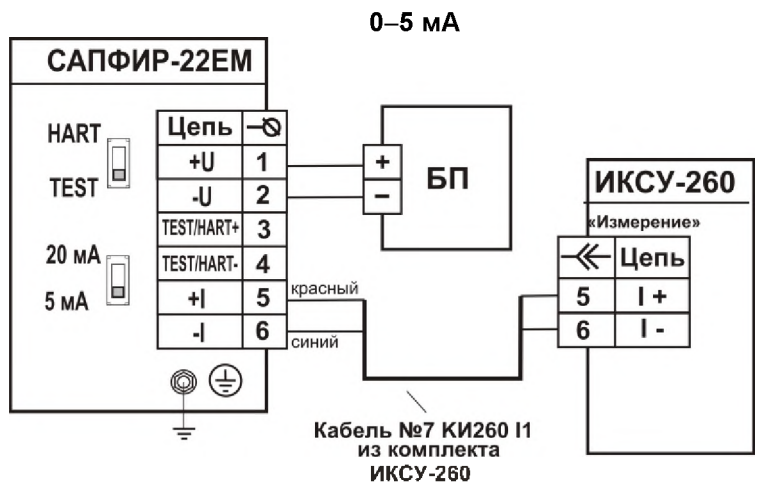 0–5 мА
САПФИР-22ЕМ
HART
TEST
20 мА
5 мА
Цепь
+U 1
-U 2
TEST/HART+ 3
TEST/HART- 4
+I 5
-I 6
+
–
БП
красный
синий
ИКСУ-260
«Измерение»
Цепь
5 I +
6 I -
Кабель №7 КИ260 I1
из комплекта
ИКСУ-260